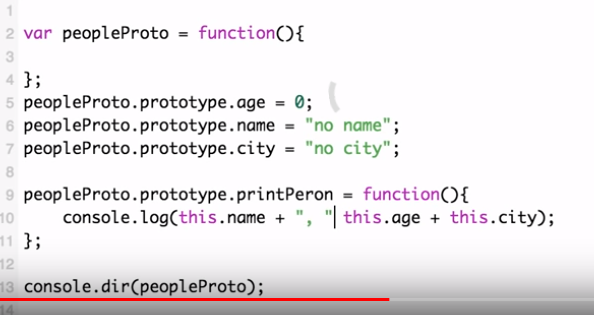 1
2 var peopleProto = function(){
3
4 };
5 peopleProto.prototype.age = 0;
6 peopleProto.prototype.name = "no name";
7 peopleProto.prototype.city = "no city";
8
9 peopleProto.prototype.printPeron = function(){
10 console.log(this.name + ", " this.age + this.city);
11 };
12
13 console.dir(peopleProto);
14